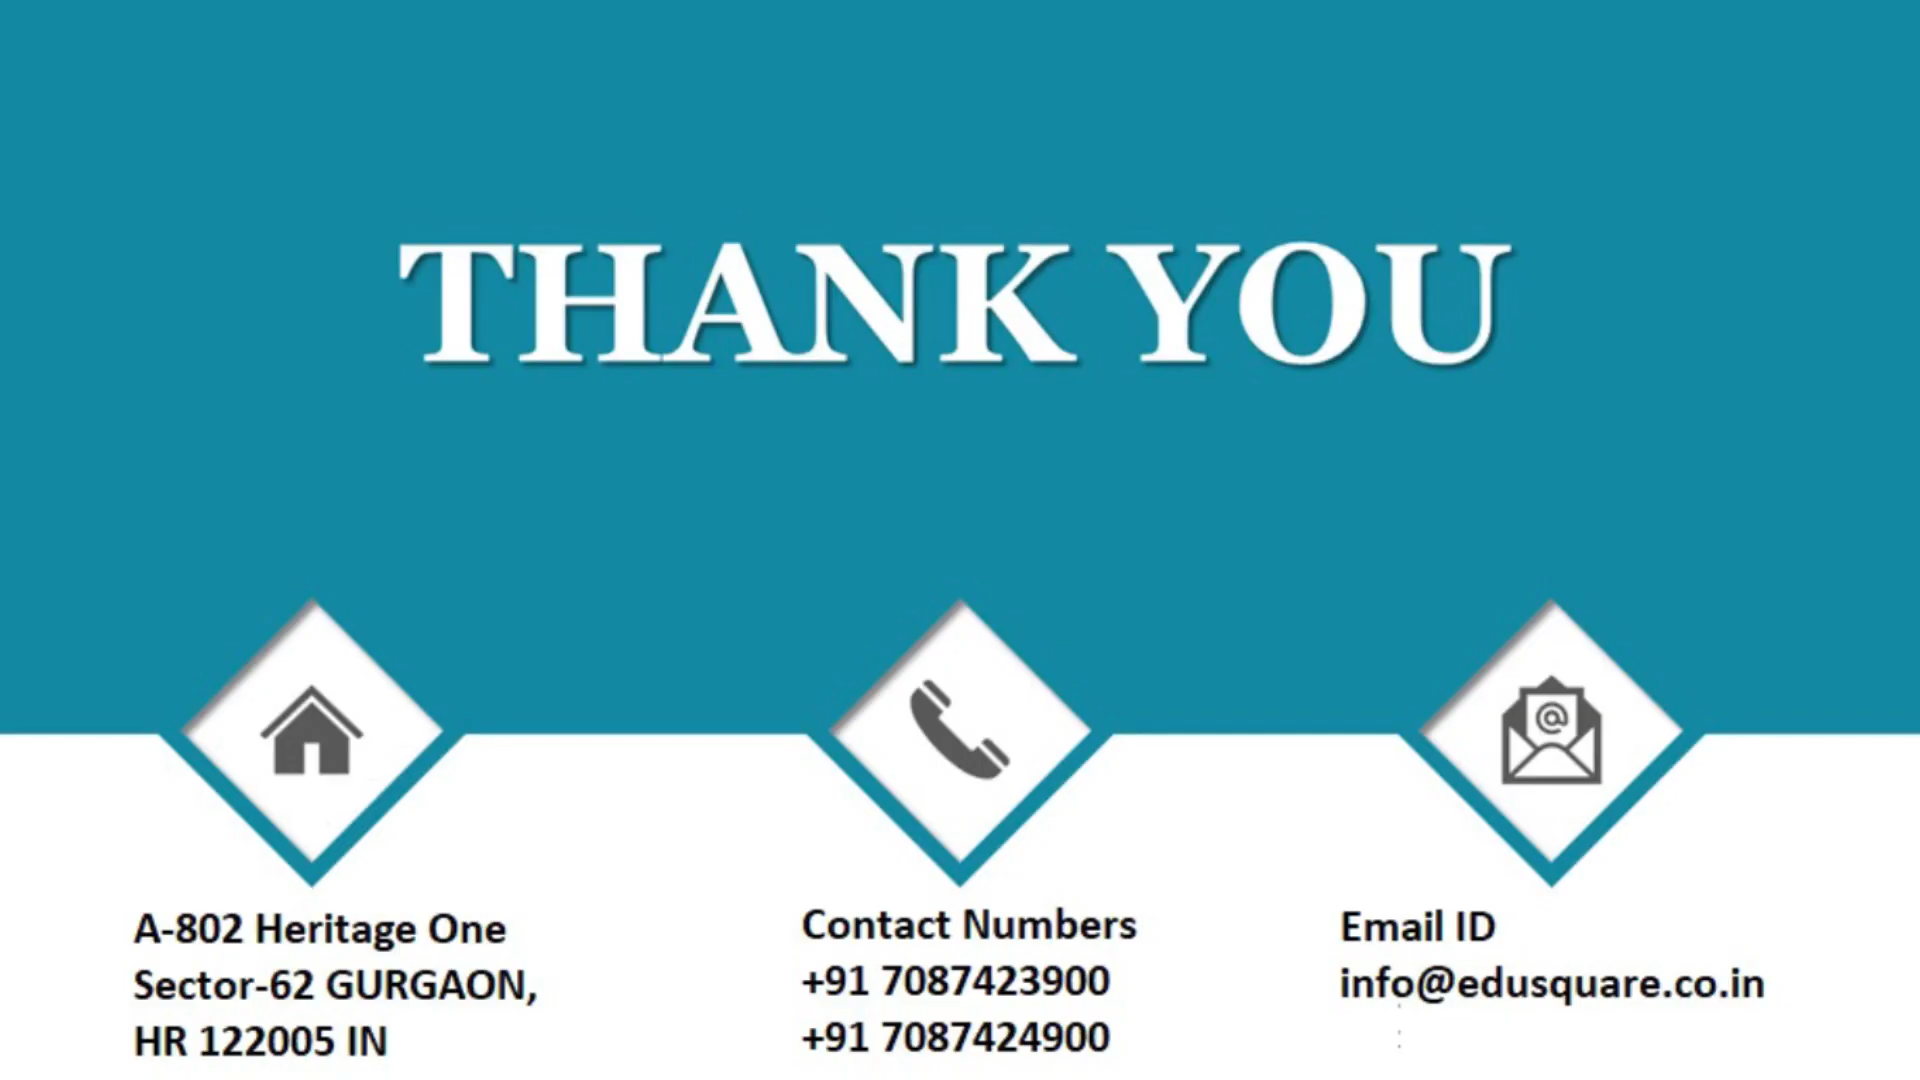 THANK YOU
A-802 Heritage One
Sector-62 GURGAON,
HR 122005 IN
Contact Numbers
+91 7087423900
+91 7087424900
Email ID
info@edusquare.co.in